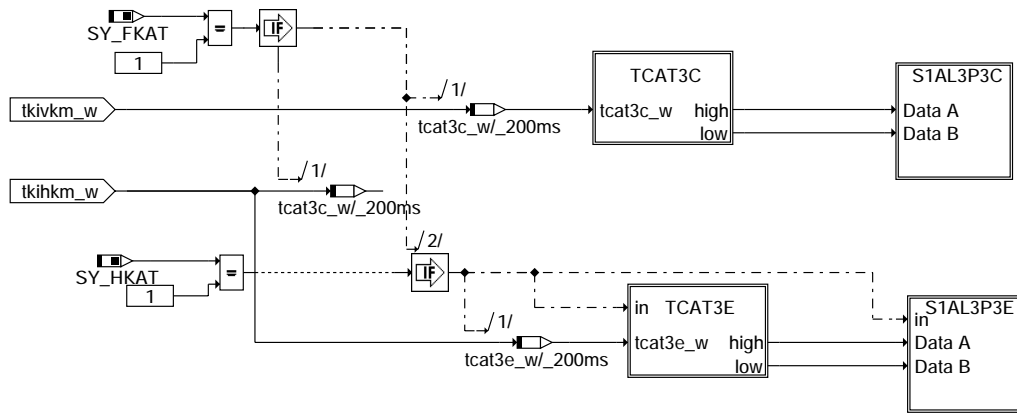 SY_FKAT
=
IF
1
/1/
TCAT3C
S1AL3P3C
tkivkm_w
tcat3c_w/_200ms
tcat3c_w
high
low
Data A
Data B
/1/
tkihkm_w
tcat3c_w/_200ms
/2/
SY_HKAT
=
IF
1
in
TCAT3E
S1AL3P3E
in
/1/
tcat3e_w/_200ms
tcat3e_w
high
low
Data A
Data B